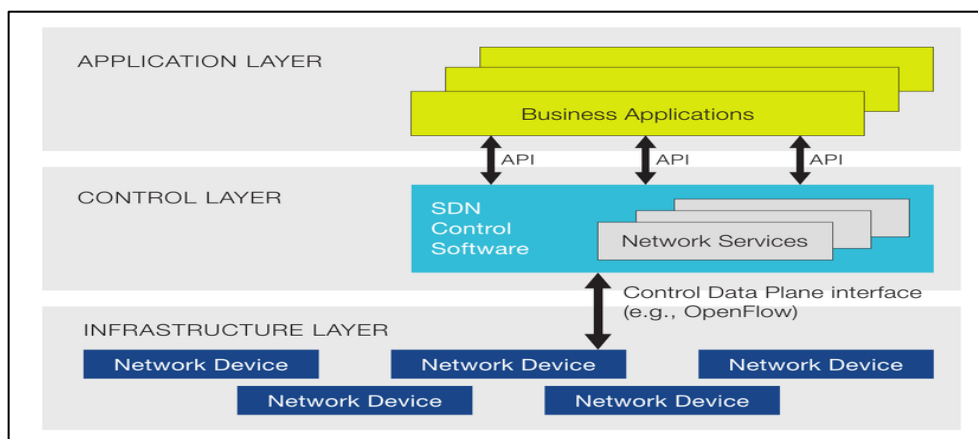 APPLICATION LAYER
Business Applications
API
API
API
CONTROL LAYER
SDN
Control
Software
Network Services
Control Data Plane interface
(e.g., OpenFlow)
INFRASTRUCTURE LAYER
Network Device
Network Device
Network Device
Network Device
Network Device